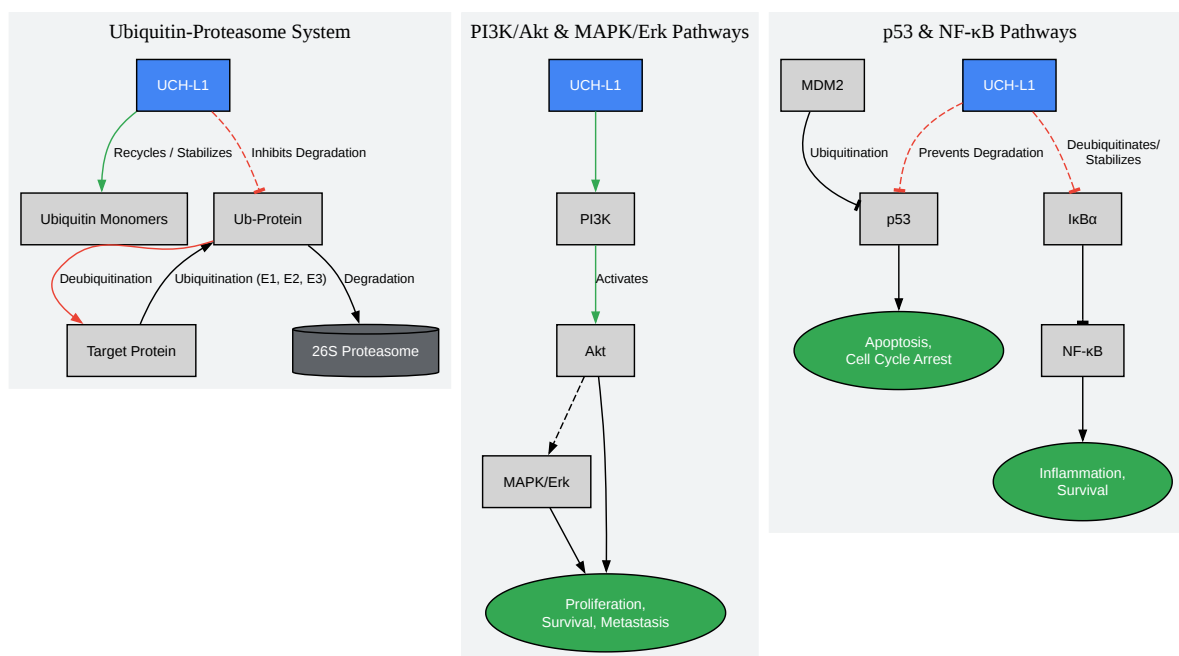 Ubiquitin-Proteasome System
UCH-L1
Recycles / Stabilizes
Inhibits Degradation
Ubiquitin Monomers
Ub-Protein
Deubiquitination
Ubiquitination (E1, E2, E3)
Degradation
Target Protein
26S Proteasome
PI3K/Akt & MAPK/Erk Pathways
UCH-L1
PI3K
Activates
Akt
MAPK/Erk
Proliferation,
Survival, Metastasis
p53 & NF-κB Pathways
MDM2
UCH-L1
Ubiquitination
Prevents Degradation
Deubiquitinates/
Stabilizes
p53
IκBα
Apoptosis,
Cell Cycle Arrest
NF-κB
Inflammation,
Survival